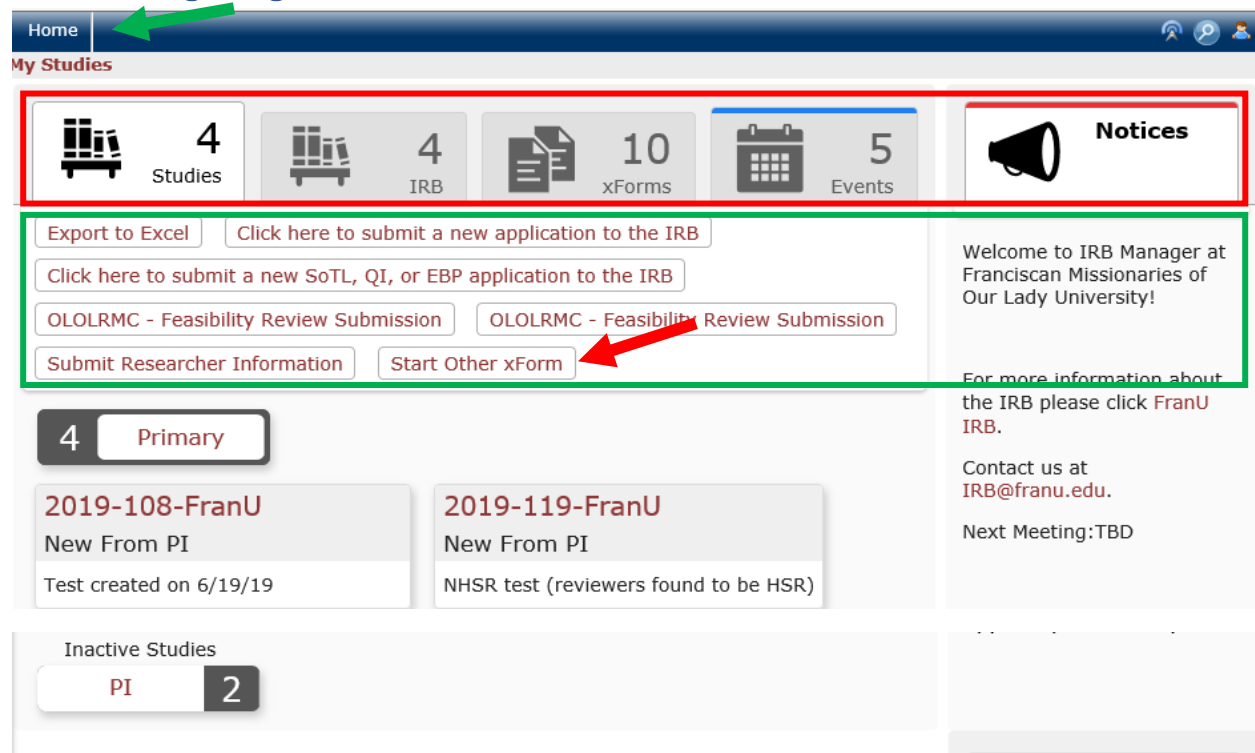 Home
My Studies
4
Studies
4
IRB
10
xForms
5
Events
Notices
Export to Excel
Click here to submit a new application to the IRB
Click here to submit a new SoTL, QI, or EBP application to the IRB
OLOLRMC - Feasibility Review Submission
OLOLRMC - Feasibility Review Submission
Submit Researcher Information
Start Other xForm
4 Primary
2019-108-FranU
New From PI
Test created on 6/19/19
2019-119-FranU
New From PI
NHSR test (reviewers found to be HSR)
Inactive Studies
PI 2
Welcome to IRB Manager at
Franciscan Missionaries of
Our Lady University!
For more information about
the IRB please click FranU
IRB.
Contact us at
IRB@franu.edu.
Next Meeting:TBD